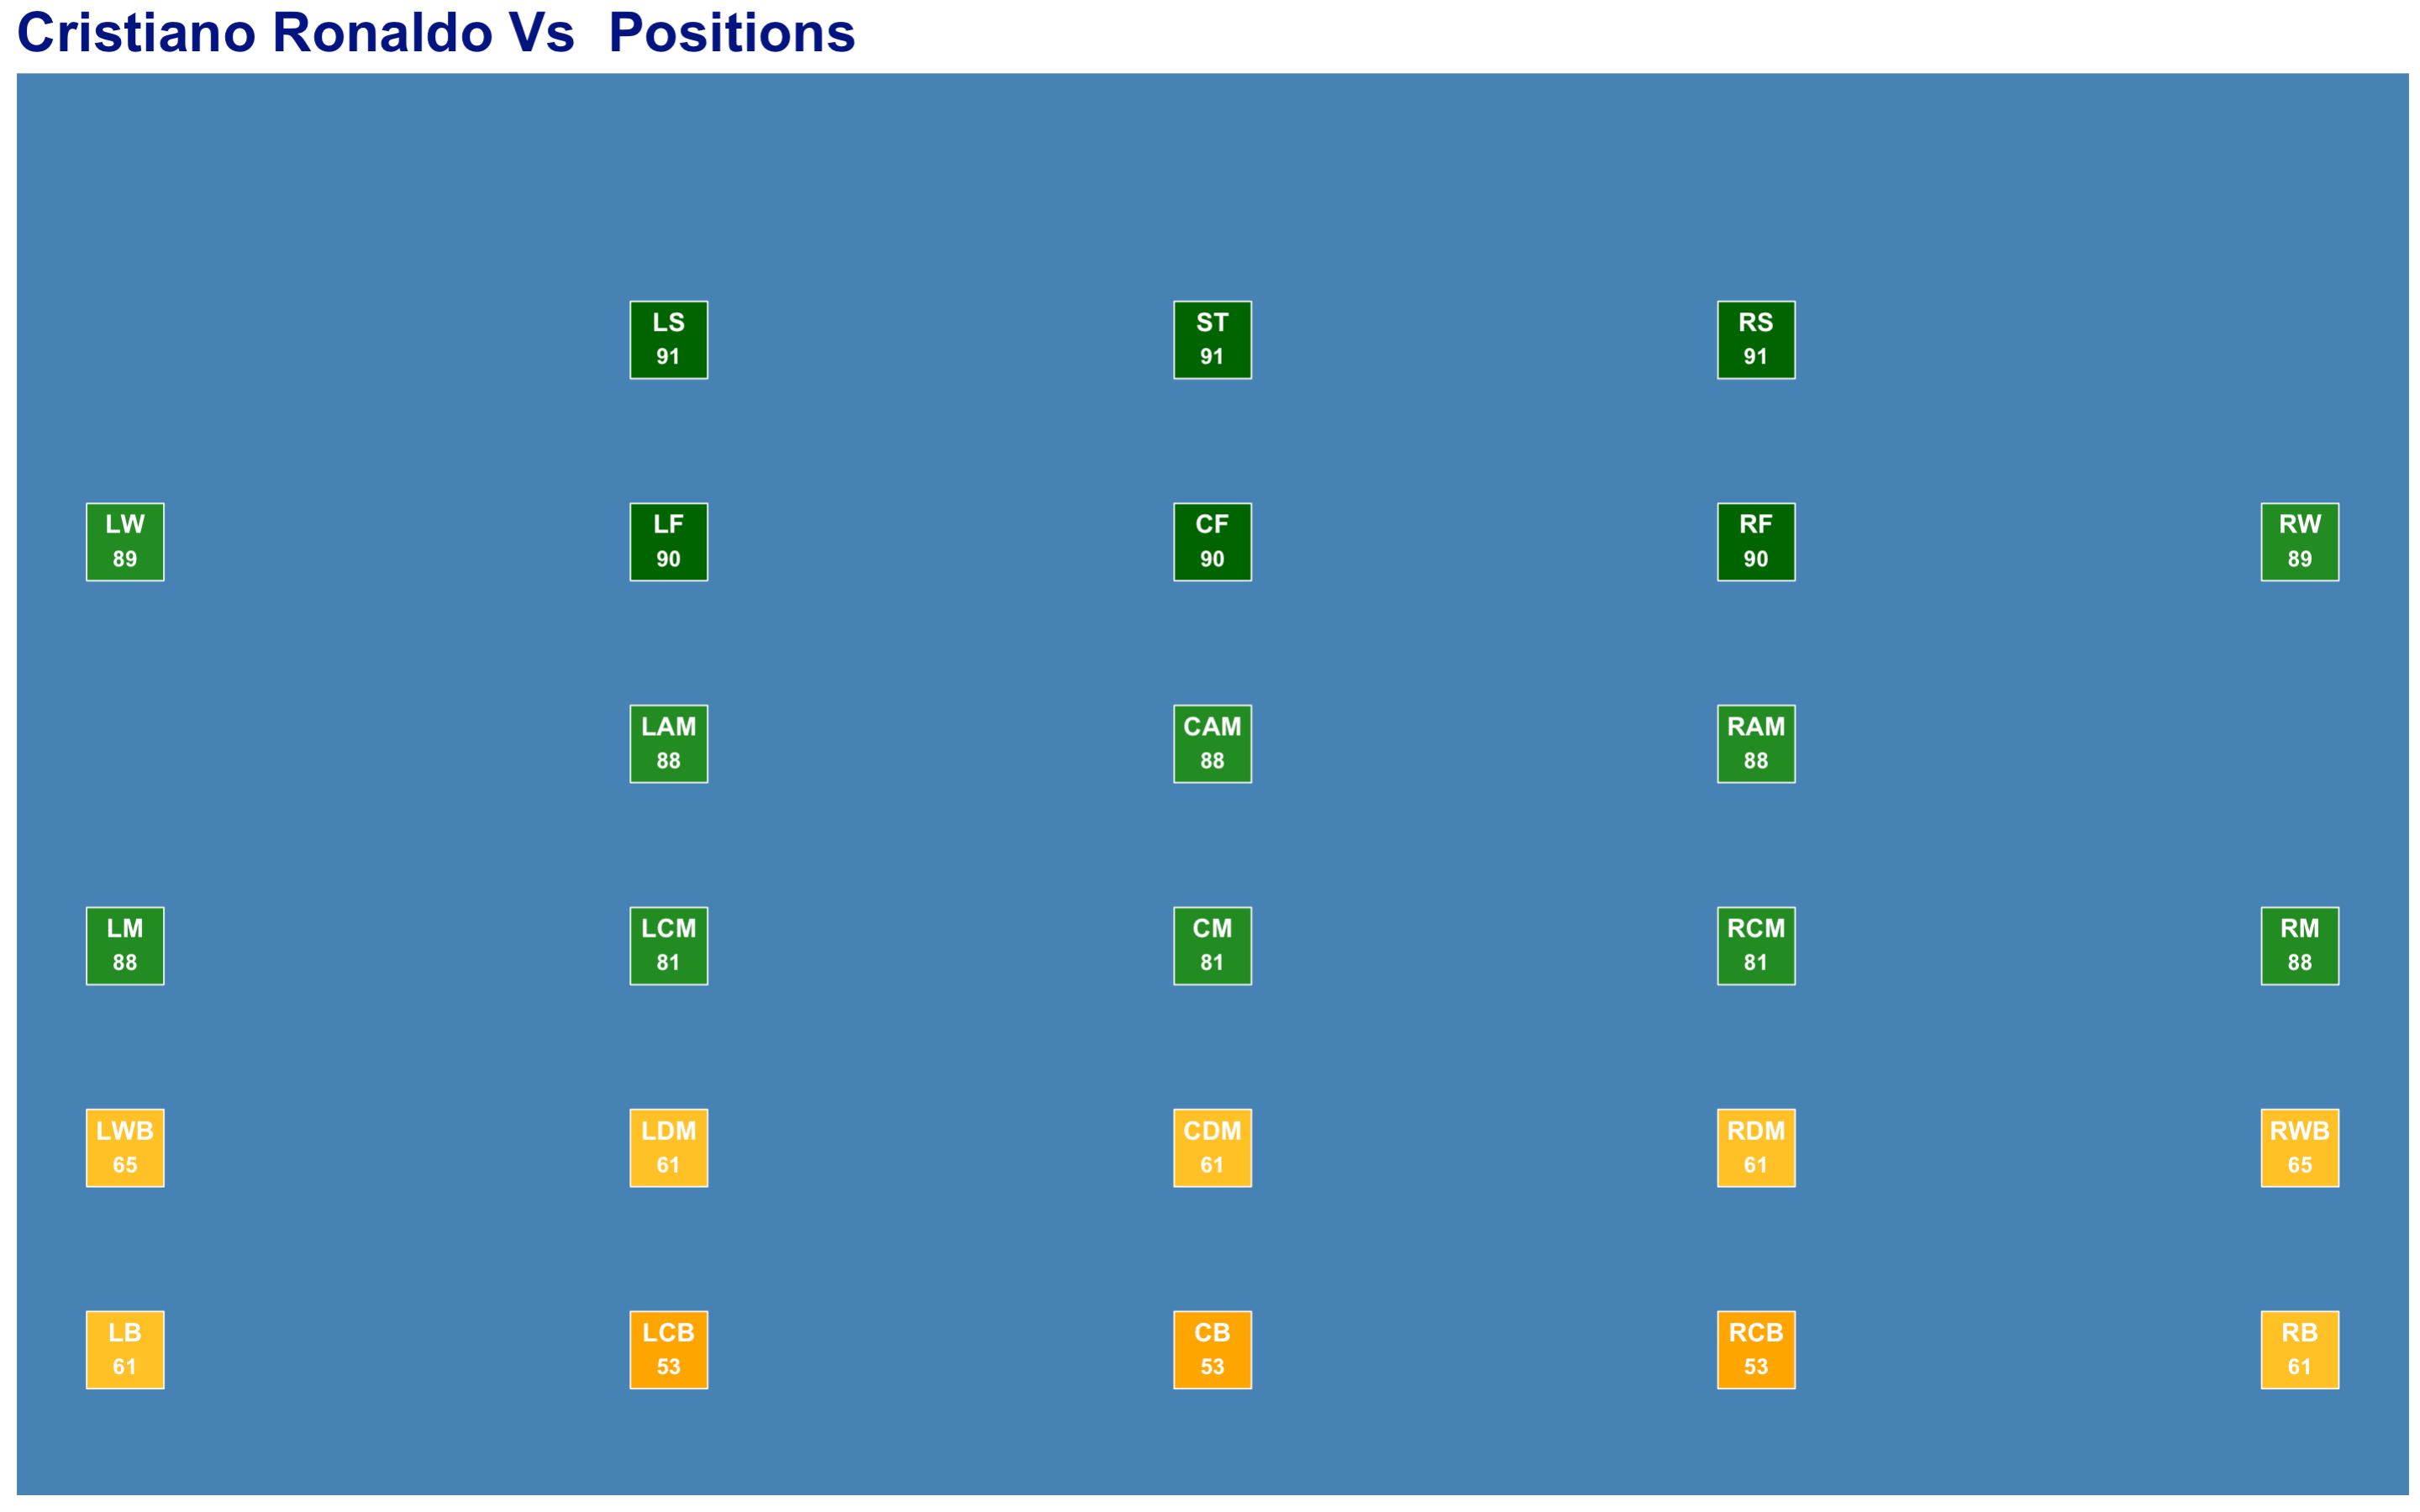 Cristiano Ronaldo Vs  Positions
LS
91
ST
91
RS
91
LW
89
LF
90
CF
90
RF
90
RW
89
LAM
88
CAM
88
RAM
88
LM
88
LCM
81
CM
81
RCM
81
RM
88
LWB
65
LDM
61
CDM
61
RDM
61
RWB
65
LB
61
LCB
53
CB
53
RCB
53
RB
61